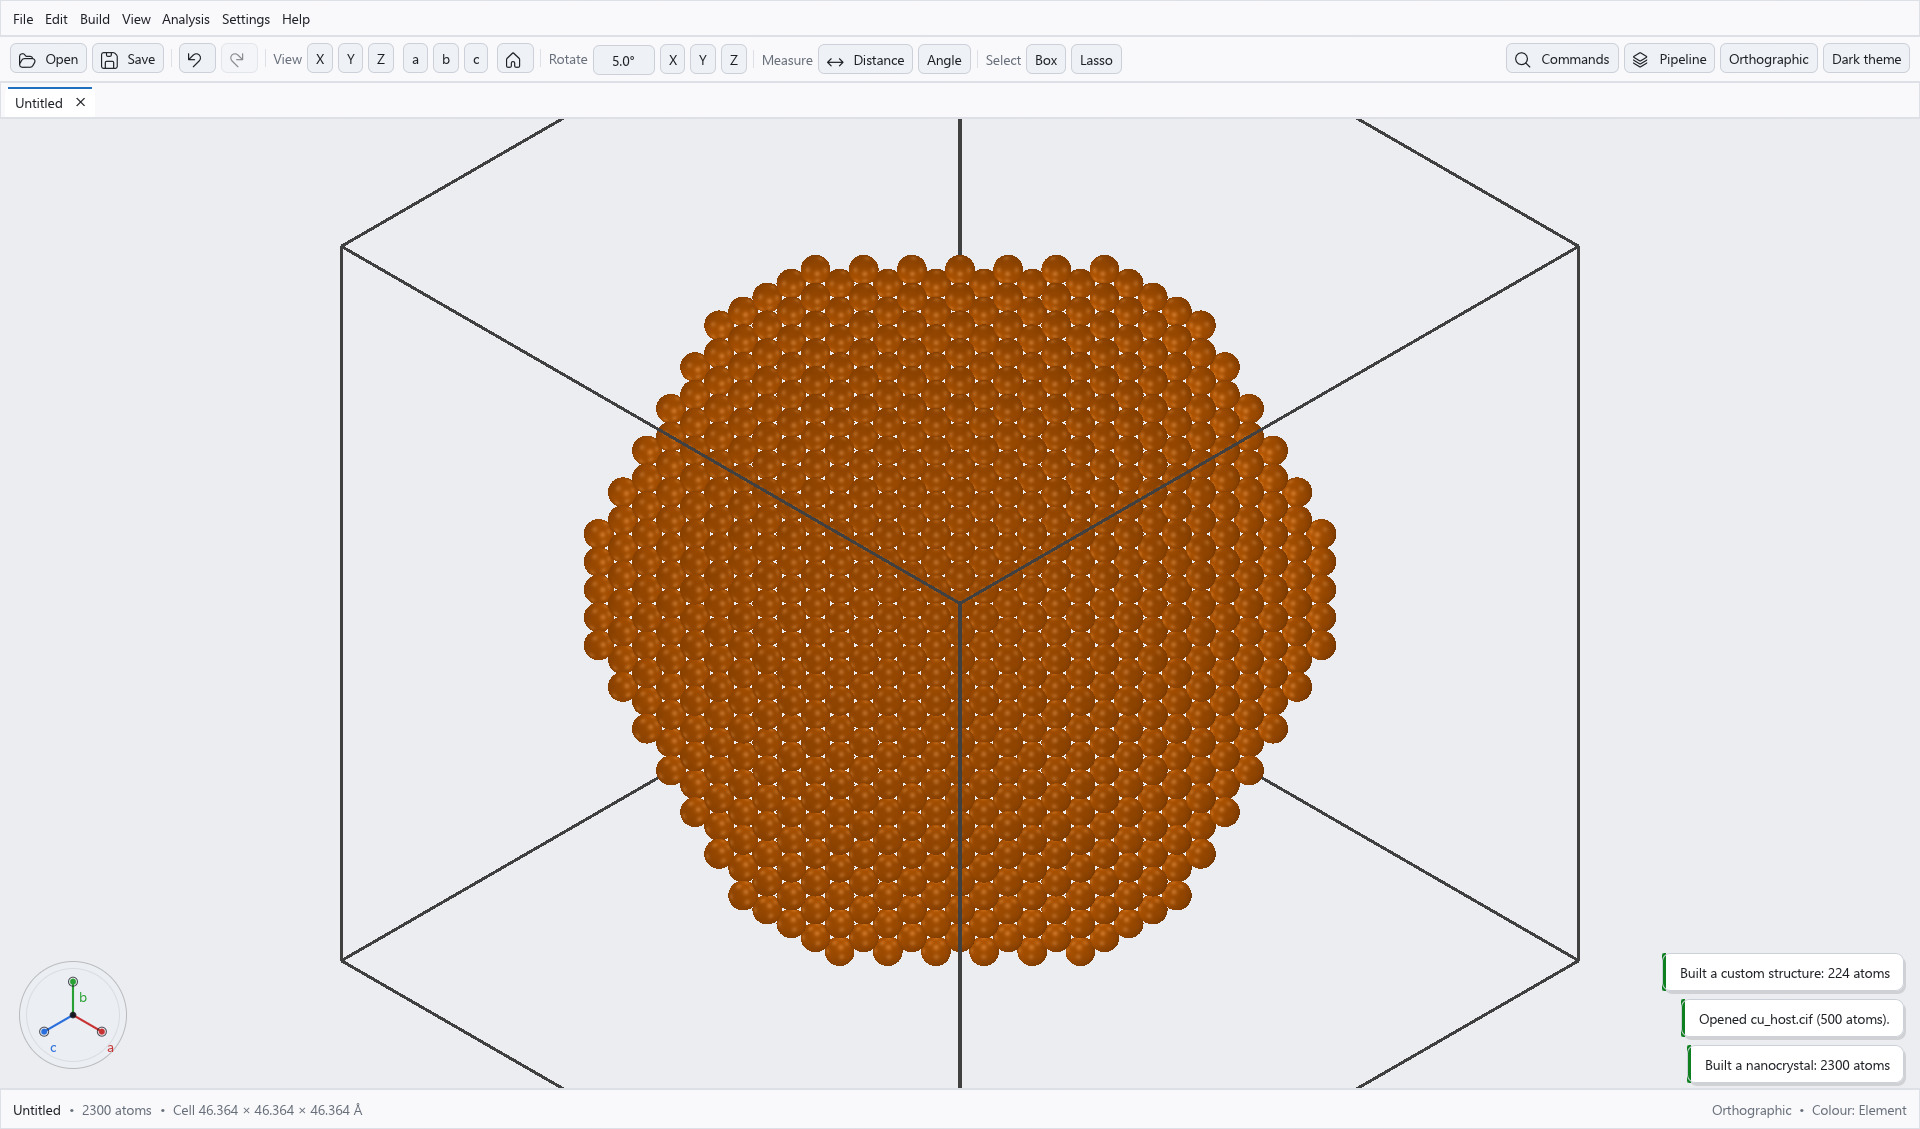 File Edit Build View Analysis Settings Help
Open Save View X Y Z a b c Rotate 5.0° X Y Z Measure Distance Angle Select Box Lasso Commands Pipeline Orthographic Dark theme
Untitled
b
c a
Built a custom structure: 224 atoms
Opened cu_host.cif (500 atoms).
Built a nanocrystal: 2300 atoms
Untitled • 2300 atoms • Cell 46.364 × 46.364 × 46.364 Å Orthographic • Colour: Element